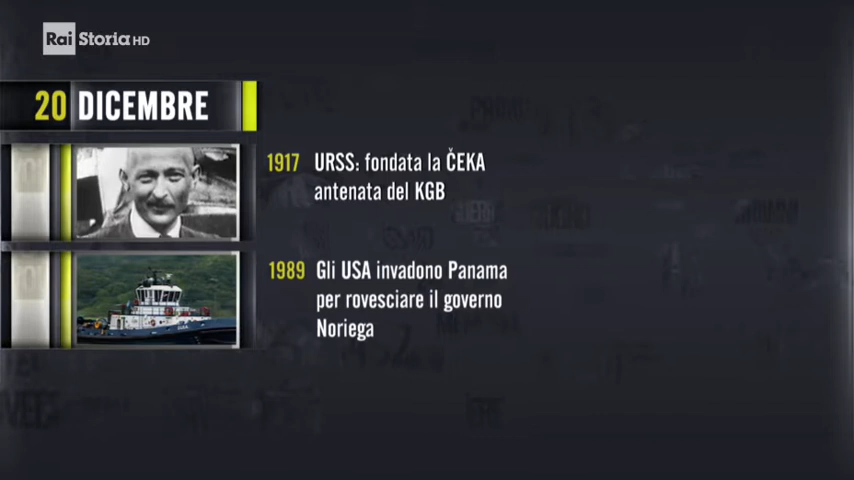 Rai Storia HD
20 DICEMBRE
1917 URSS: fondata la ČEKA
antenata del KGB
1989 Gli USA invadono Panama
per rovesciare il governo
Noriega